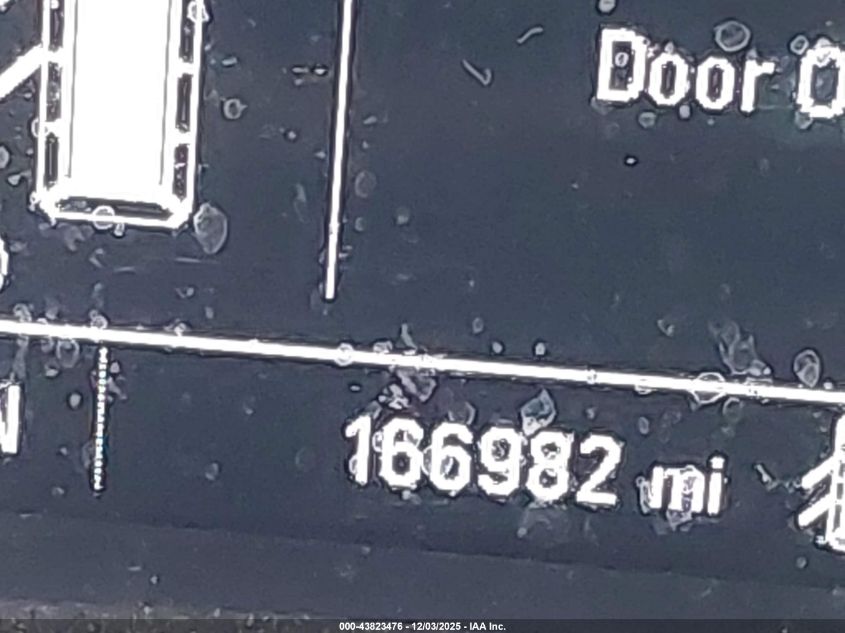 Door O
N
166982 mi
000-43823476 - 12/03/2025 - IAA Inc.